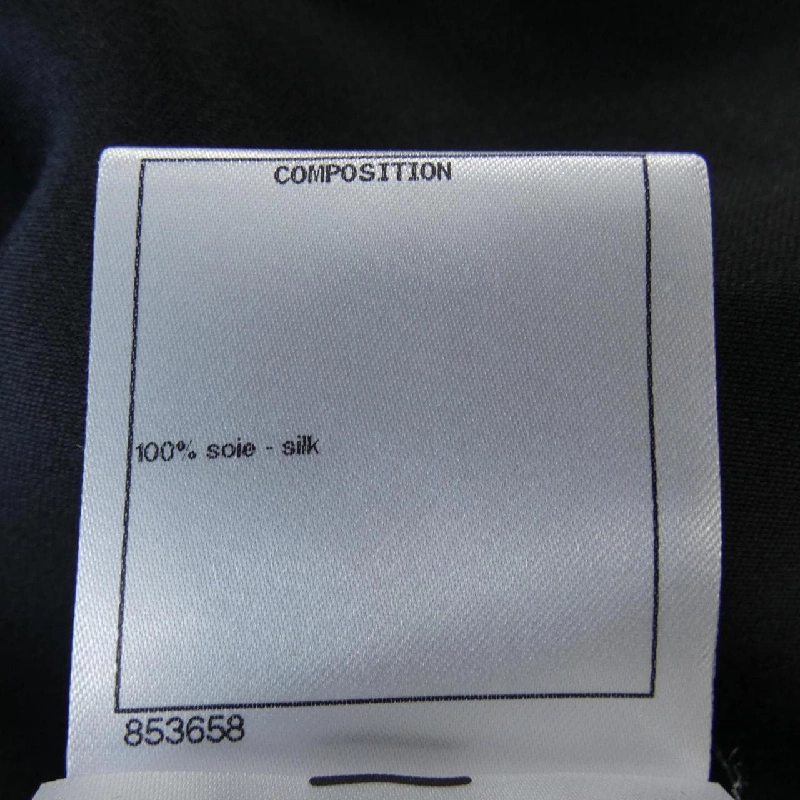 COMPOSITION
100% soie - silk
853658